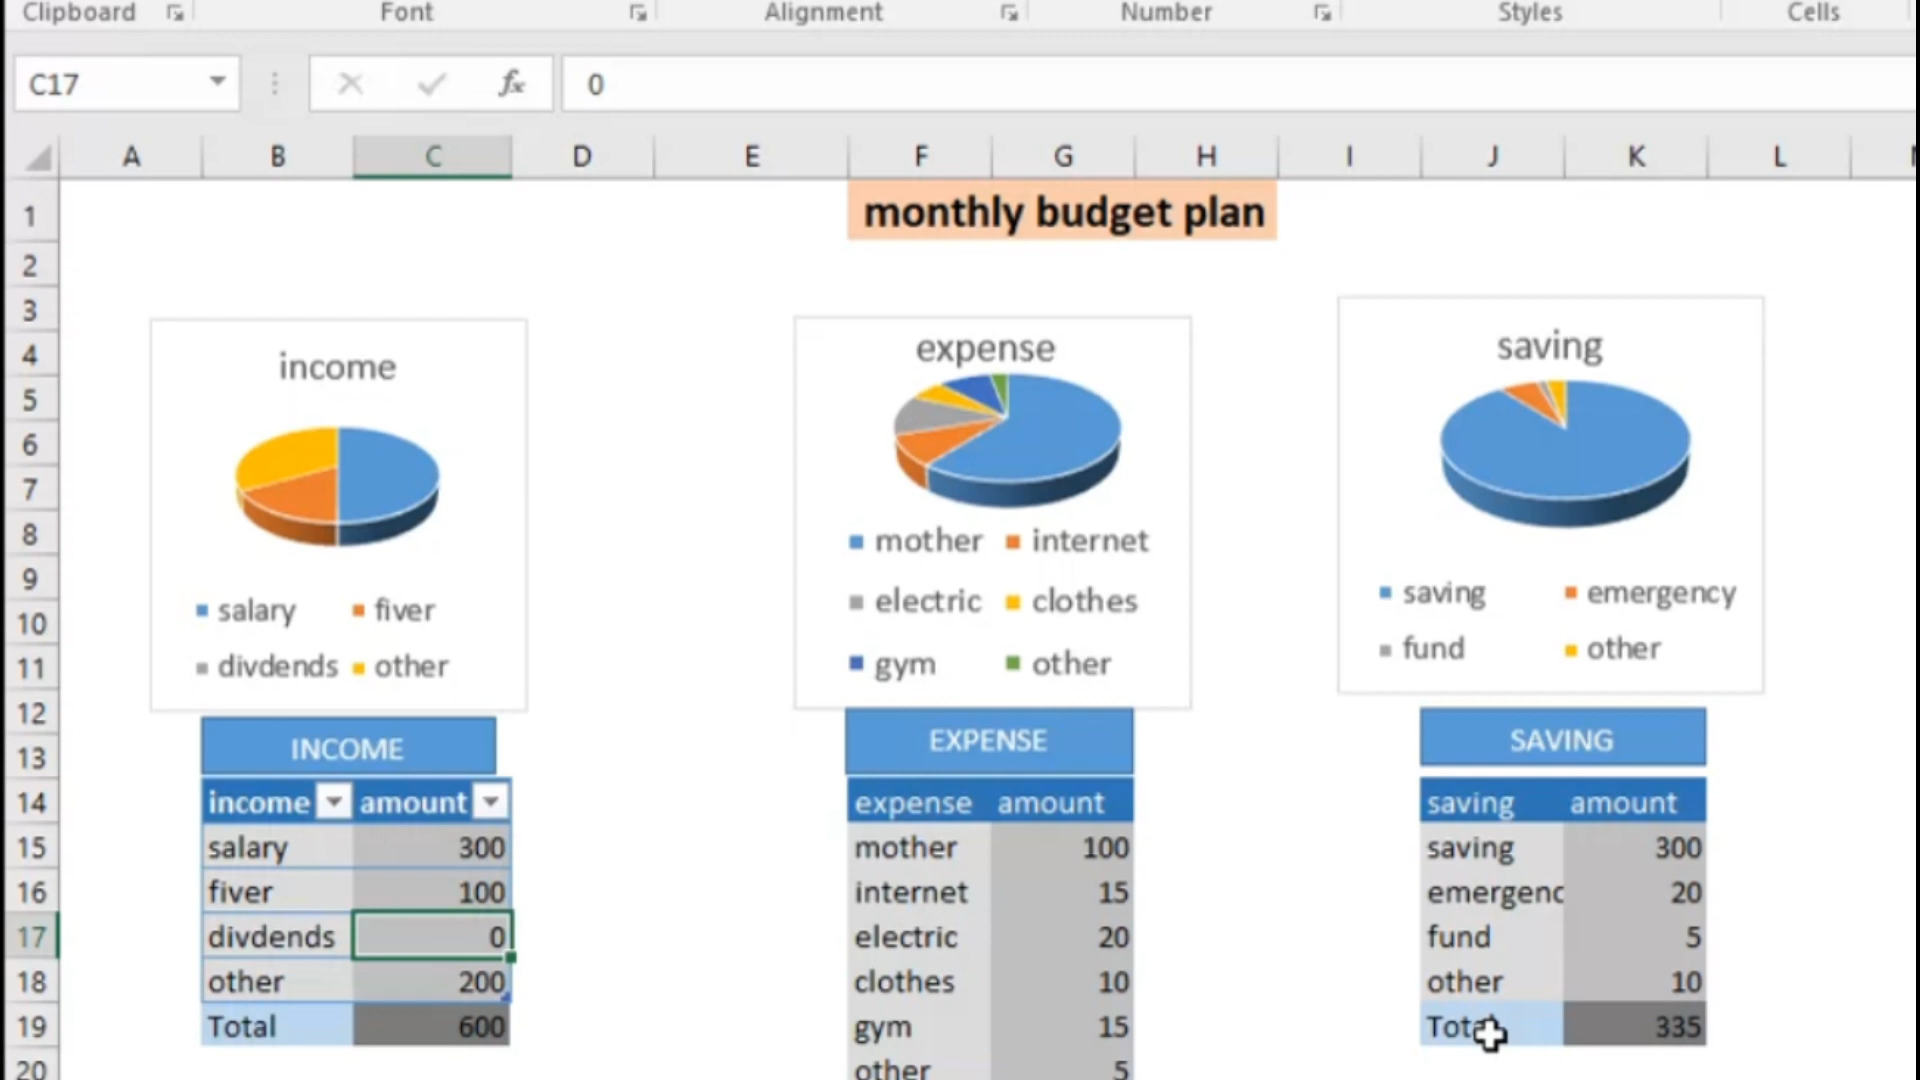 Clipboard Font Alignment Number Styles Cells
C17 fx 0
A B C D E F G H I J K L
1 monthly budget plan
2
3
4
5
6
7
8
9
10
11
12
13
14
15
16
17
18
19
20
income
salary fiver
divdends other
expense
mother internet
electric clothes
gym other
saving
saving emergency
fund other
INCOME
income amount
salary 300
fiver 100
divdends 0
other 200
Total 600
EXPENSE
expense amount
mother 100
internet 15
electric 20
clothes 10
gym 15
other 5
SAVING
saving amount
saving 300
emergenc 20
fund 5
other 10
Total 335